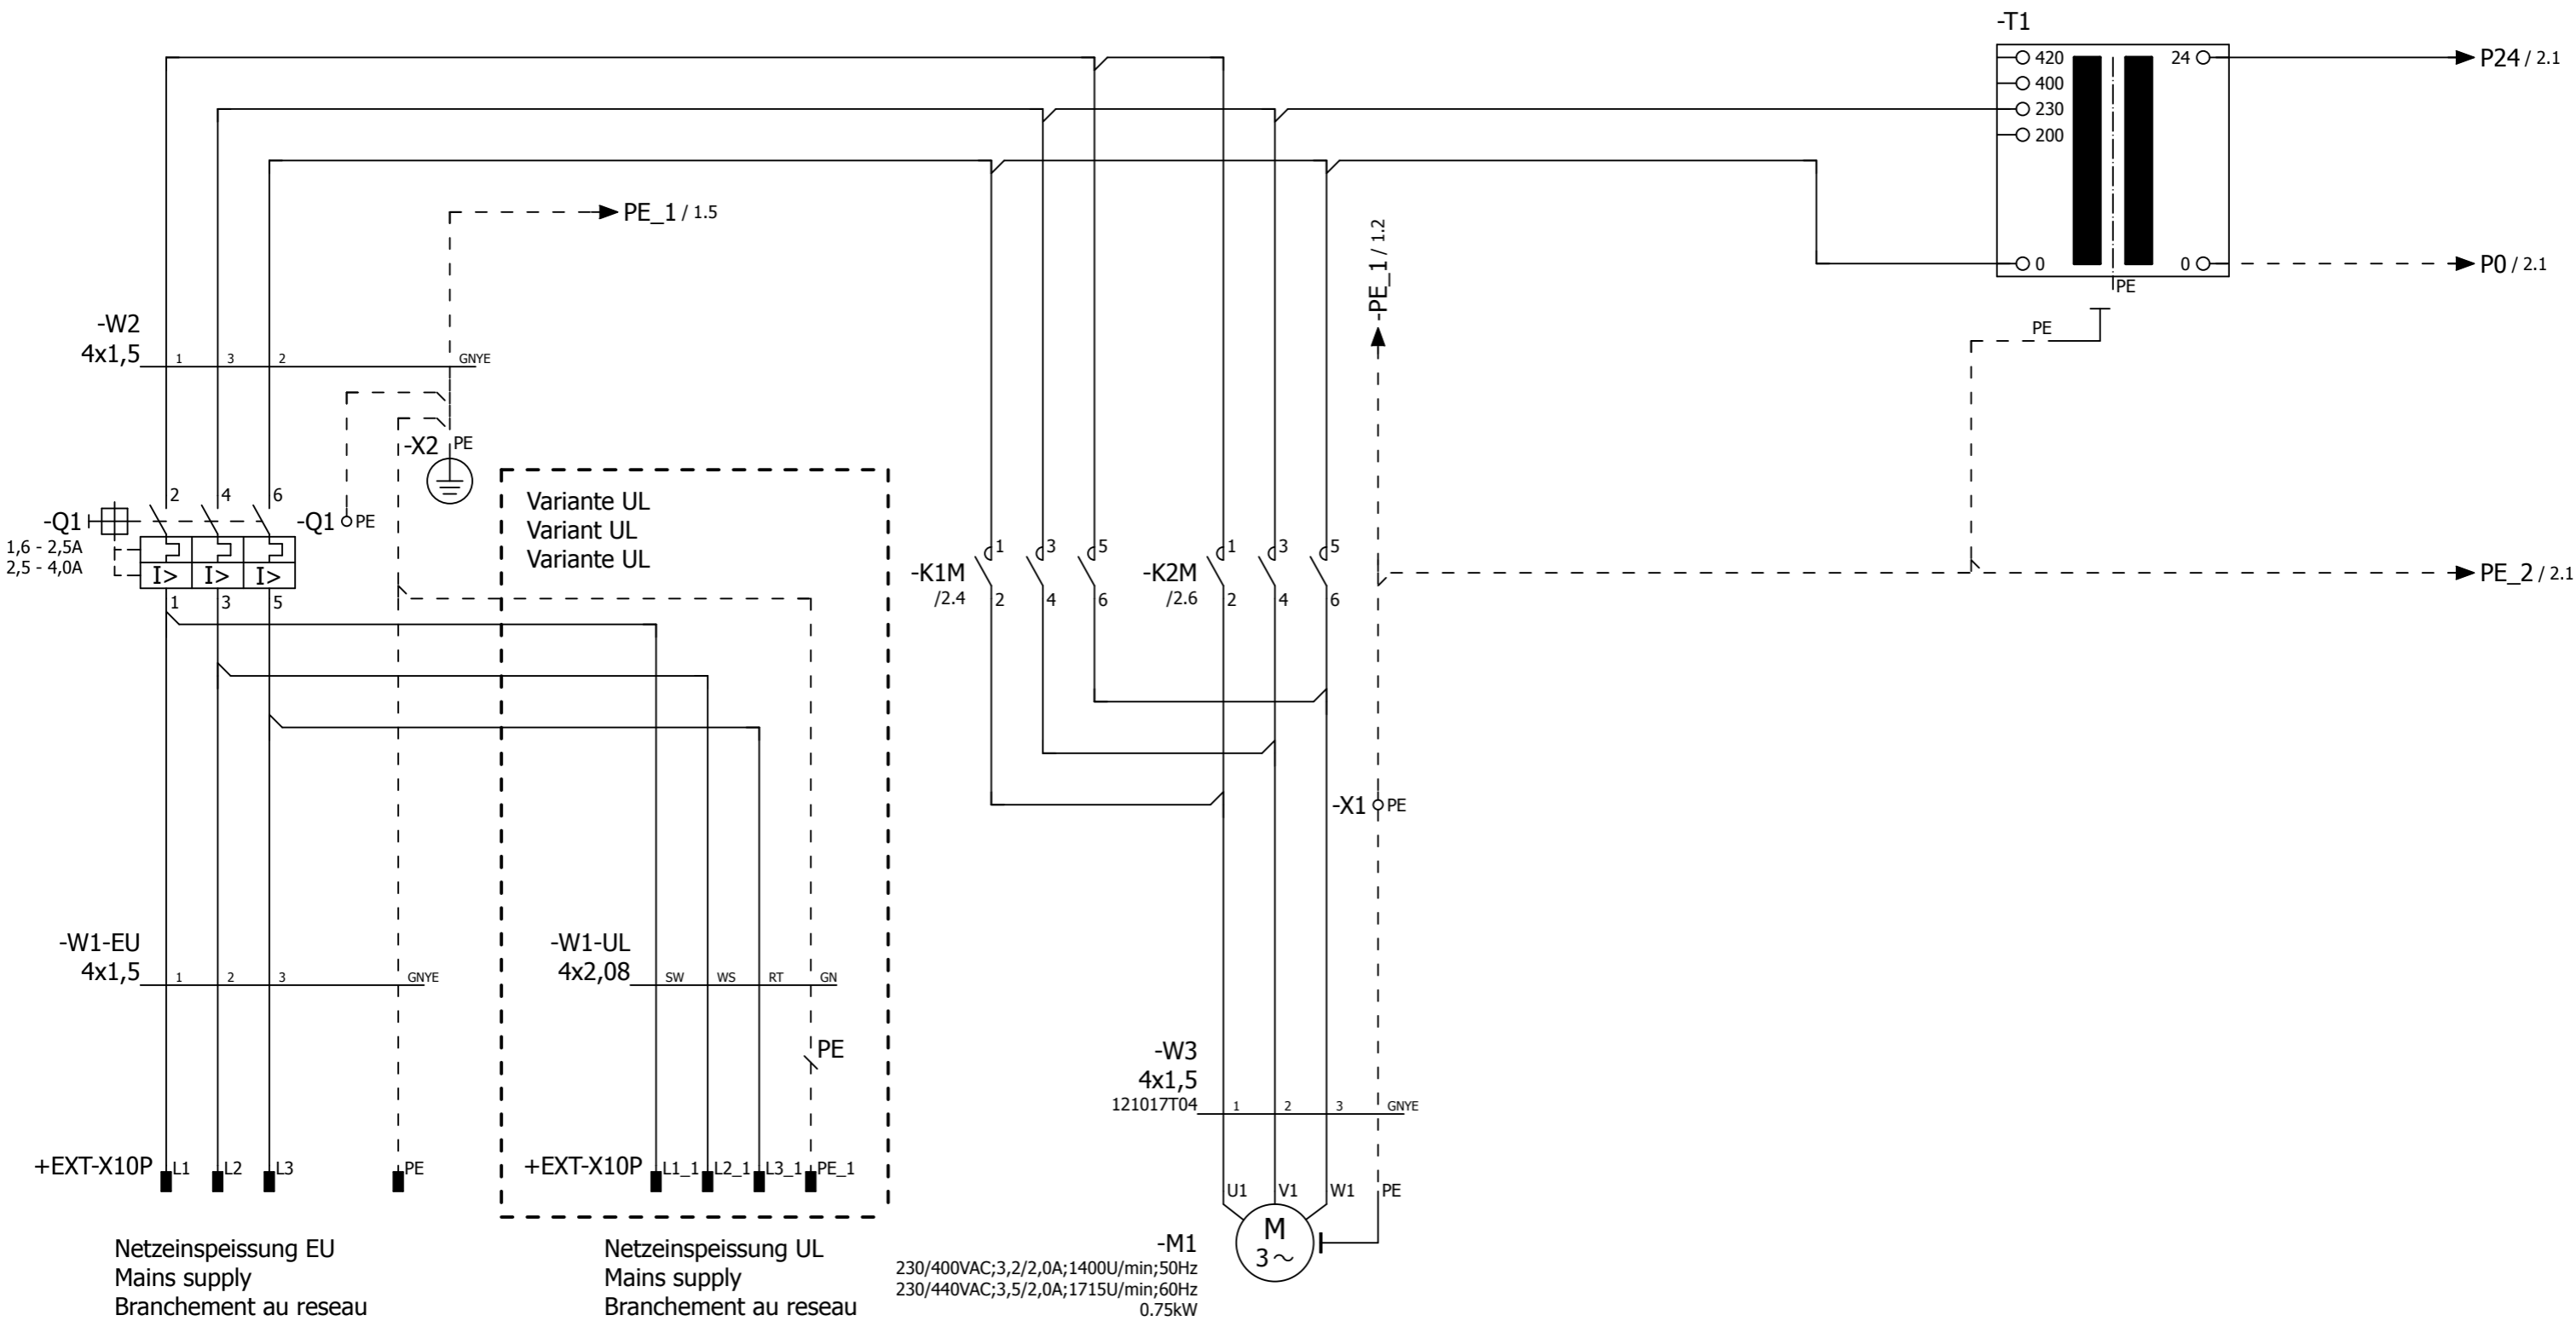 -T1
420
400
230
200
0
24
0
PE
PE
P24 / 2.1
P0 / 2.1
PE_2 / 2.1
PE_1 / 1.5
-PE_1 / 1.2
-W2
4x1,5
1 3 2 GNYE
-X2 PE
-Q1
1,6 - 2,5A
2,5 - 4,0A
2 4 6
I> I> I>
1 3 5
-Q1 PE
Variante UL
Variant UL
Variante UL
-K1M
/2.4
1 3 5
2 4 6
-K2M
/2.6
1 3 5
2 4 6
-X1 PE
-W1-EU
4x1,5
1 2 3 GNYE
-W1-UL
4x2,08
SW WS RT GN
PE
-W3
4x1,5
121017T04
1 2 3 GNYE
+EXT-X10P L1 L2 L3 PE
+EXT-X10P L1_1 L2_1 L3_1 PE_1
U1 V1 W1 PE
M
3~
-M1
230/400VAC;3,2/2,0A;1400U/min;50Hz
230/440VAC;3,5/2,0A;1715U/min;60Hz
0.75kW
Netzeinspeissung EU
Mains supply
Branchement au reseau
Netzeinspeissung UL
Mains supply
Branchement au reseau